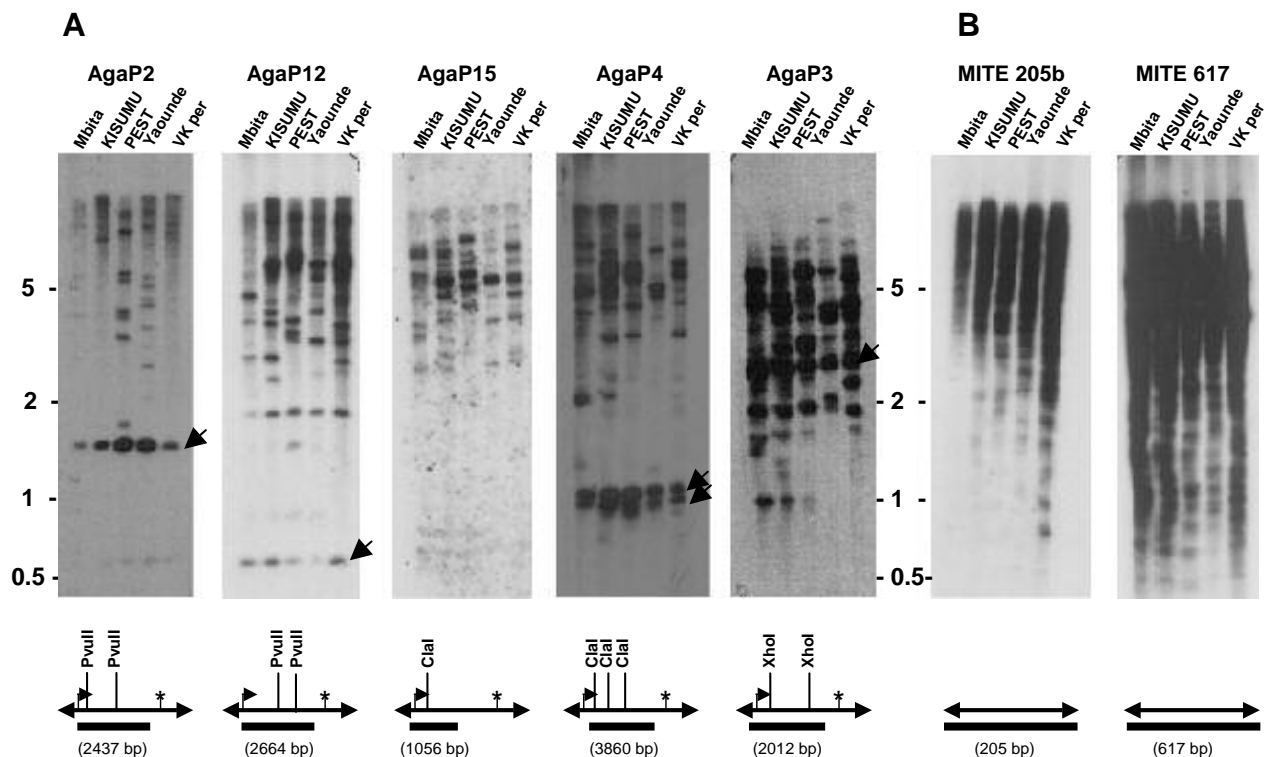 A
B
AgaP2
AgaP12
AgaP15
AgaP4
AgaP3
MITE 205b
MITE 617
Mbita KISUMU PEST Yaounde VK per
Mbita KISUMU PEST Yaounde VK per
Mbita KISUMU PEST Yaounde VK per
Mbita KISUMU PEST Yaounde VK per
Mbita KISUMU PEST Yaounde VK per
Mbita KISUMU PEST Yaounde VK per
Mbita KISUMU PEST Yaounde VK per
5 -
2 -
1 -
0.5 -
- 5 -
- 2 -
- 1 -
- 0.5-
PvuII PvuII
PvuII PvuII
ClaI
ClaI ClaI ClaI
XhoI XhoI
*
*
*
*
*
(2437 bp)
(2664 bp)
(1056 bp)
(3860 bp)
(2012 bp)
(205 bp)
(617 bp)